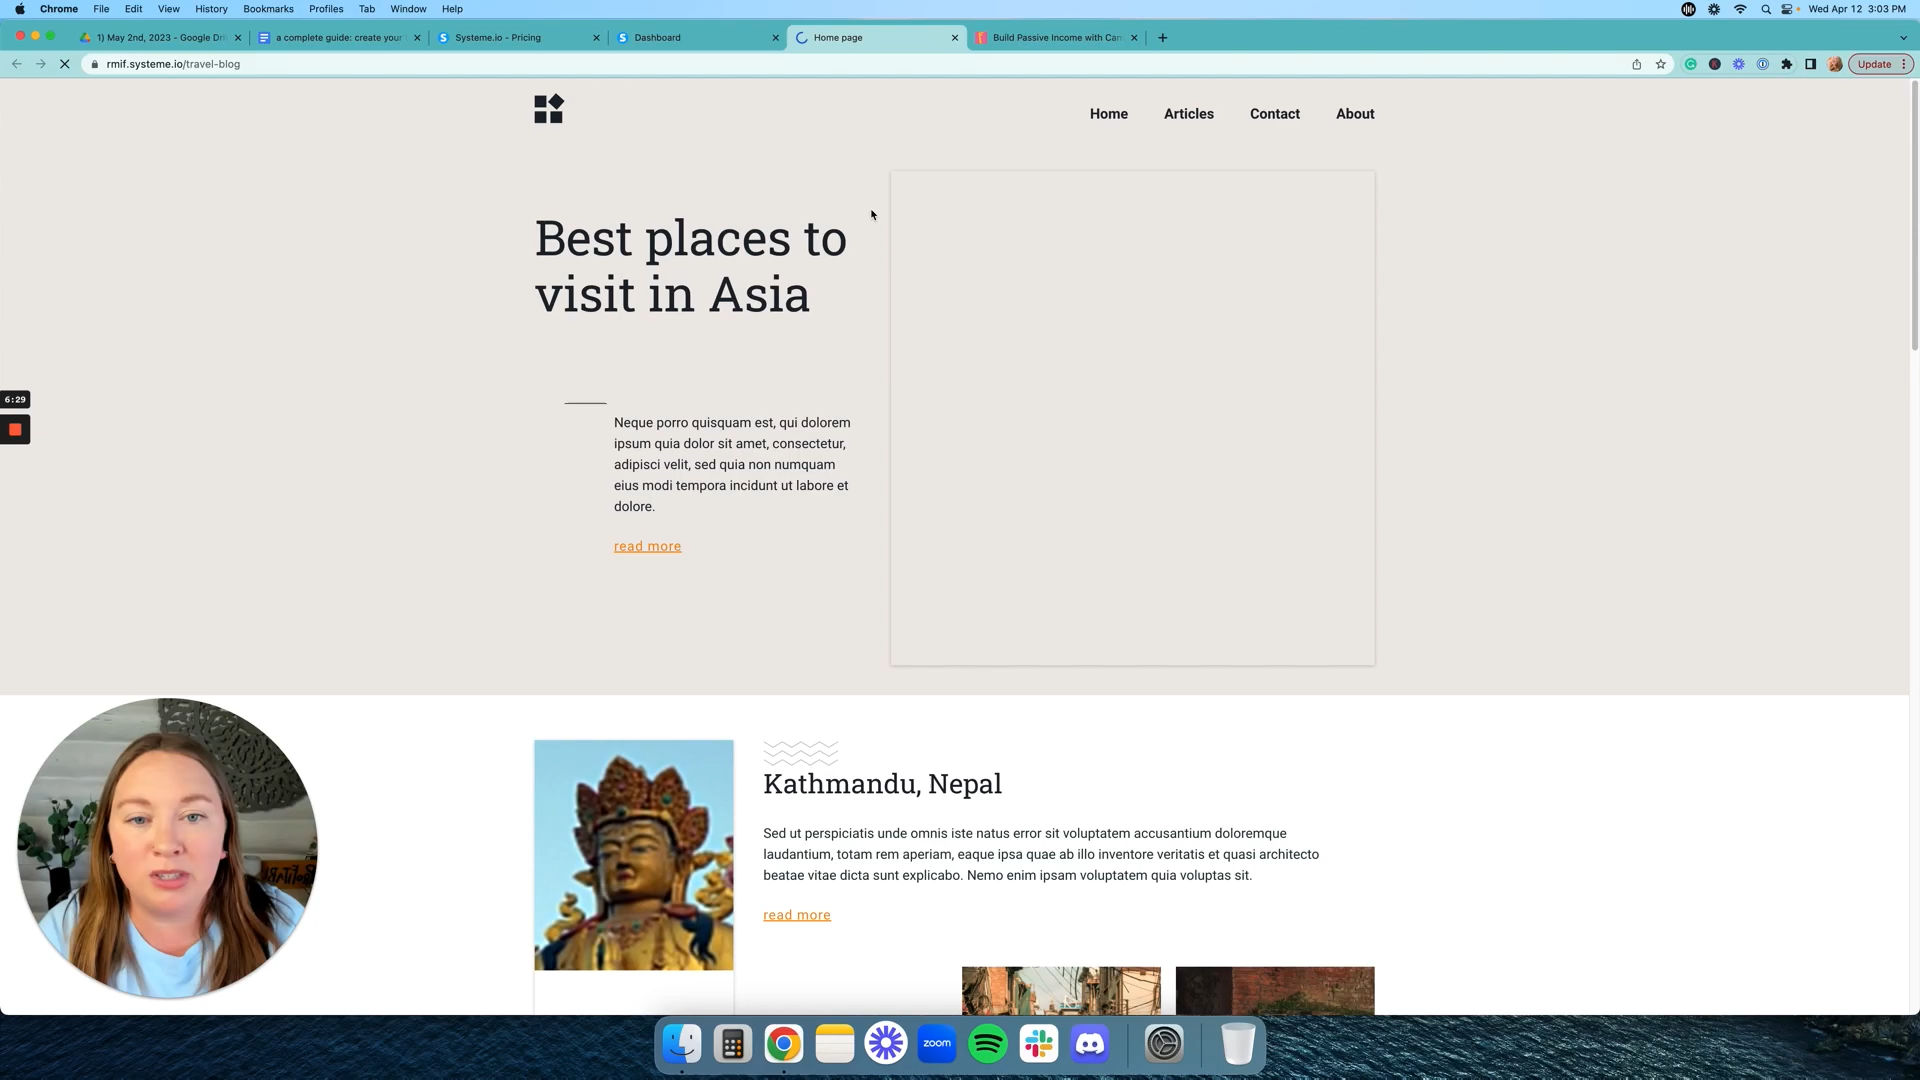 Chrome File Edit View History Bookmarks Profiles Tab Window Help Wed Apr 12 3:03 PM
1) May 2nd, 2023 - Google Dri
a complete guide: create your
Systeme.io - Pricing
Dashboard
Home page
Build Passive Income with Can
rmif.systeme.io/travel-blog
Update
Home Articles Contact About
Best places to
visit in Asia
6:29
Neque porro quisquam est, qui dolorem
ipsum quia dolor sit amet, consectetur,
adipisci velit, sed quia non numquam
eius modi tempora incidunt ut labore et
dolore.
read more
Kathmandu, Nepal
Sed ut perspiciatis unde omnis iste natus error sit voluptatem accusantium doloremque
laudantium, totam rem aperiam, eaque ipsa quae ab illo inventore veritatis et quasi architecto
beatae vitae dicta sunt explicabo. Nemo enim ipsam voluptatem quia voluptas sit.
read more
zoom